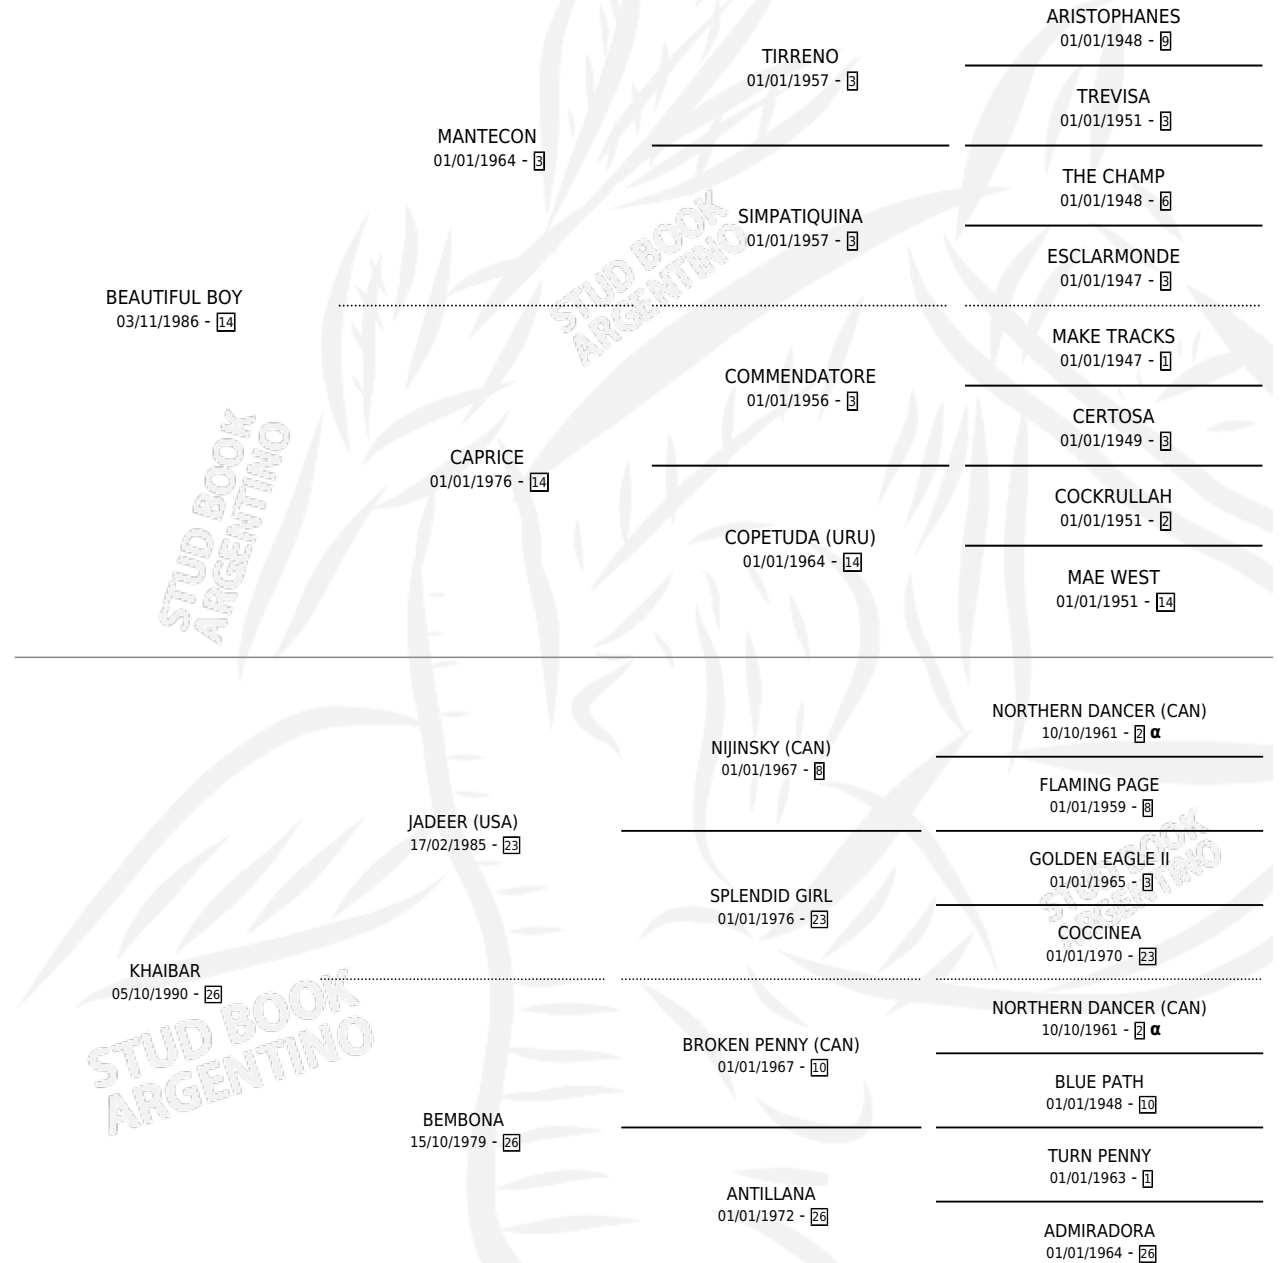 BEAUTIFUL BOY
03/11/1986 - 14
MANTECON
01/01/1964 - 3
TIRRENO
01/01/1957 - 3
ARISTOPHANES
01/01/1948 - 9
TREVISA
01/01/1951 - 3
SIMPATIQUINA
01/01/1957 - 3
THE CHAMP
01/01/1948 - 6
ESCLARMONDE
01/01/1947 - 3
CAPRICE
01/01/1976 - 14
COMMENDATORE
01/01/1956 - 3
MAKE TRACKS
01/01/1947 - 1
CERTOSA
01/01/1949 - 3
COPETUDA (URU)
01/01/1964 - 14
COCKRULLAH
01/01/1951 - 2
MAE WEST
01/01/1951 - 14
KHAIBAR
05/10/1990 - 26
JADEER (USA)
17/02/1985 - 23
NIJINSKY (CAN)
01/01/1967 - 8
NORTHERN DANCER (CAN)
10/10/1961 - 2 α
FLAMING PAGE
01/01/1959 - 8
SPLENDID GIRL
01/01/1976 - 23
GOLDEN EAGLE II
01/01/1965 - 3
COCCINEA
01/01/1970 - 23
BEMBONA
15/10/1979 - 26
BROKEN PENNY (CAN)
01/01/1967 - 10
NORTHERN DANCER (CAN)
10/10/1961 - 2 α
BLUE PATH
01/01/1948 - 10
ANTILLANA
01/01/1972 - 26
TURN PENNY
01/01/1963 - 1
ADMIRADORA
01/01/1964 - 26
STUD BOOK
ARGENTINO
STUD BOOK
ARGENTINO
STUD BOOK
ARGENTINO
STUD BOOK
ARGENTINO